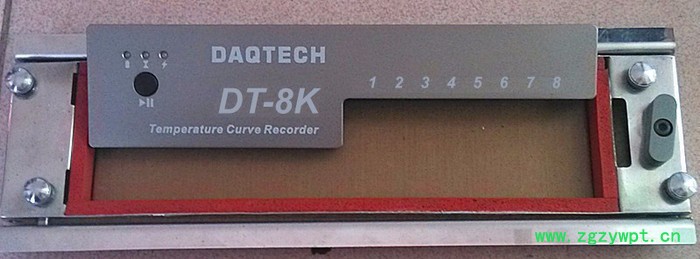 DAQTECH
1 2 3 4 5 6 7 8
DT-8K
Temperature Curve Recorder
www.zgzywpt.cn